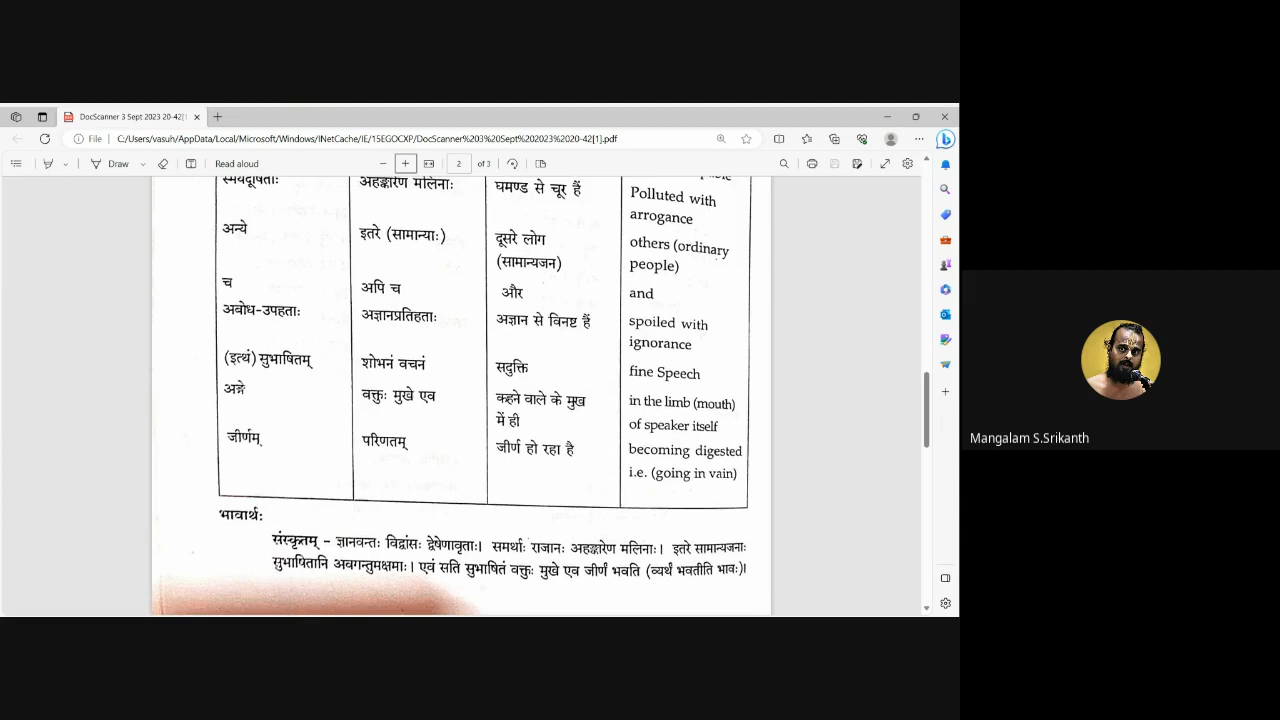 DocScanner 3 Sept 2023 20-42[1
File
C:/Users/vasuh/AppData/Local/Microsoft/Windows/INetCache/IE/15EGOCXP/DocScanner%203%20Sept%202023%2020-42[1].pdf
Draw
Read aloud
2 of 3
स्मयदूषिताः अहङ्कारेण मलिनाः घमण्ड से चूर हैं Polluted with
arrogance
अन्ये इतरे (सामान्याः) दूसरे लोग others (ordinary
(सामान्यजन) people)
च अपि च और and
अबोध-उपहताः अज्ञानप्रतिहताः अज्ञान से विनष्ट हैं spoiled with
ignorance
(इत्थं) सुभाषितम् शोभनं वचनं सदुक्ति fine Speech
अङ्गे वक्तुः मुखे एव कहने वाले के मुख in the limb (mouth)
में ही of speaker itself
जीर्णम् परिणतम् जीर्ण हो रहा है becoming digested
i.e. (going in vain)
भावार्थः
संस्कृतम् – ज्ञानवन्तः विद्वांसः द्वेषेणावृताः। समर्थाः राजानः अहङ्कारेण मलिनाः। इतरे सामान्यजनाः
सुभाषितानि अवगन्तुमक्षमाः। एवं सति सुभाषितं वक्तुः मुखे एव जीर्णं भवति (व्यर्थं भवतीति भावः)।
Mangalam S.Srikanth